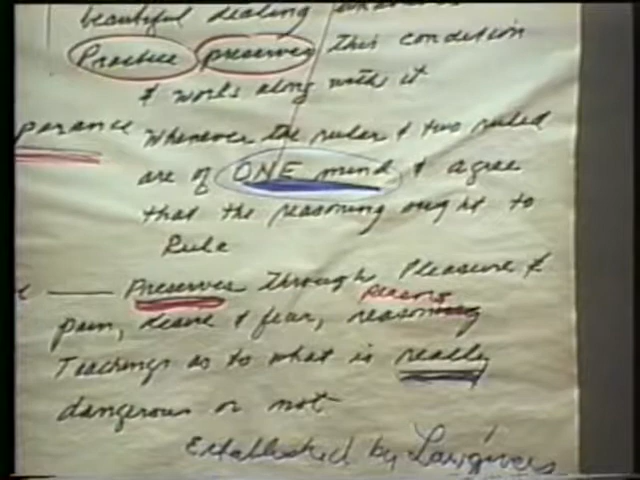 beautiful dealing
Practice preserves this condition
& works along with it
perance Whenever the ruler & two ruled
are of ONE mind & agree
that the reasoning ought to
Rule
e — Preserves Through Pleasure &
reasons
pain, desire & fear, reasoning
Teachings as to what is really
dangerous or not
Established by Lawgivers